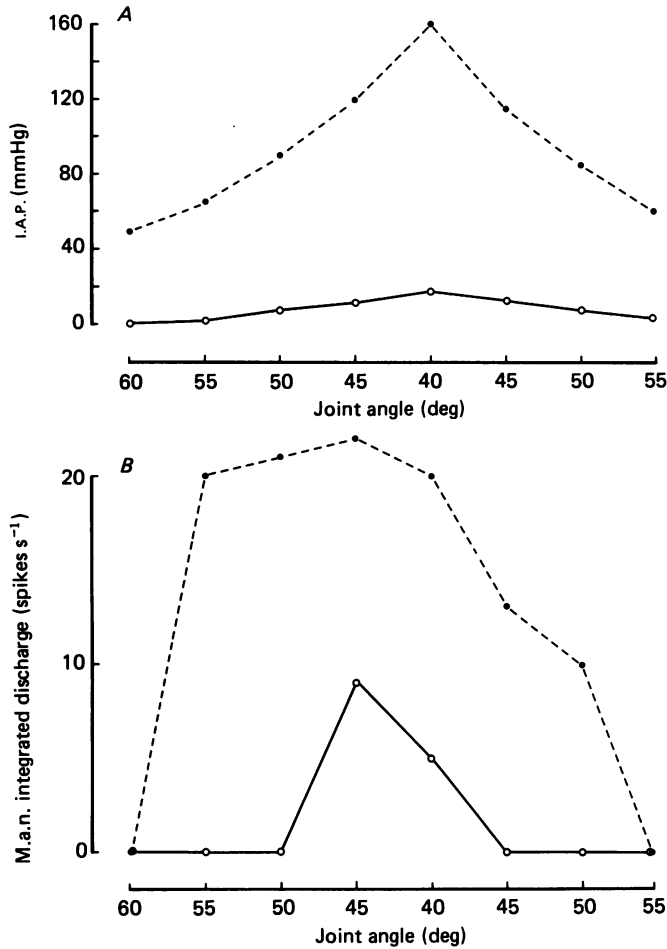 A
160
120
80
40
0
I.A.P. (mmHg)
60 55 50 45 40 45 50 55
Joint angle (deg)
B
20
10
0
M.a.n. integrated discharge (spikes s⁻¹)
60 55 50 45 40 45 50 55
Joint angle (deg)